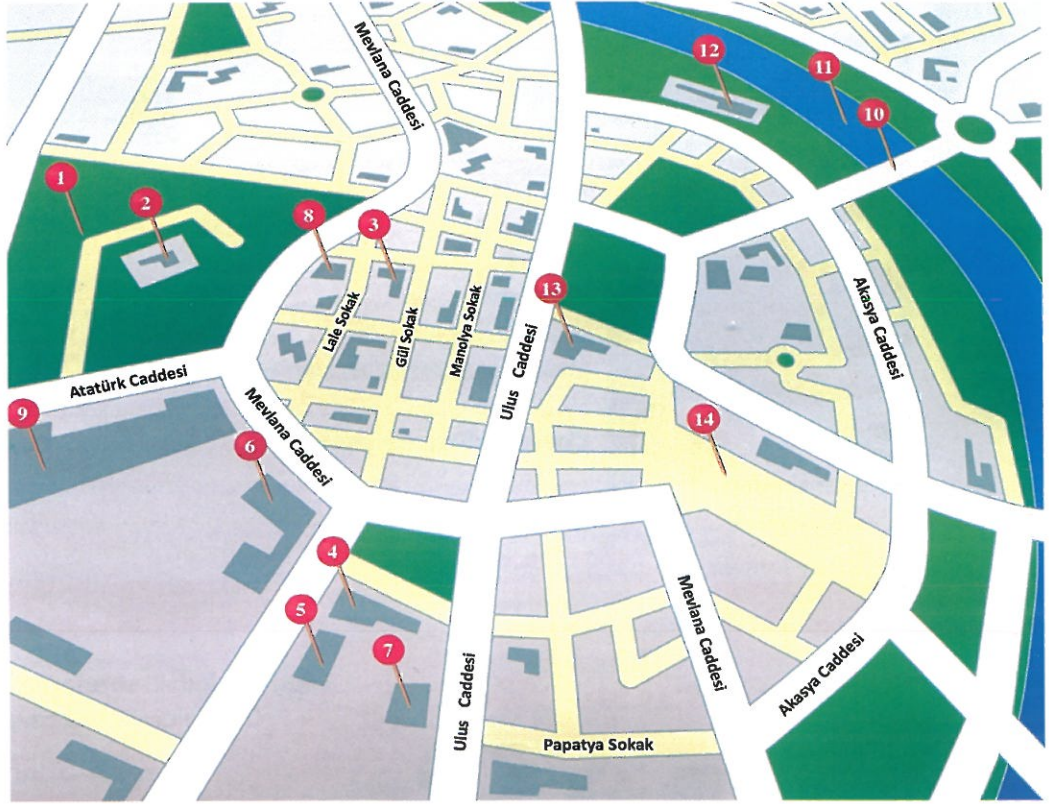 Mevlana Caddesi
12
11
10
1
2
8
3
13
Lale Sokak
Gül Sokak
Manolya Sokak
Ulus Caddesi
Akasya Caddesi
Atatürk Caddesi
9
Mevlana Caddesi
6
14
4
5
7
Mevlana Caddesi
Ulus Caddesi
Akasya Caddesi
Papatya Sokak